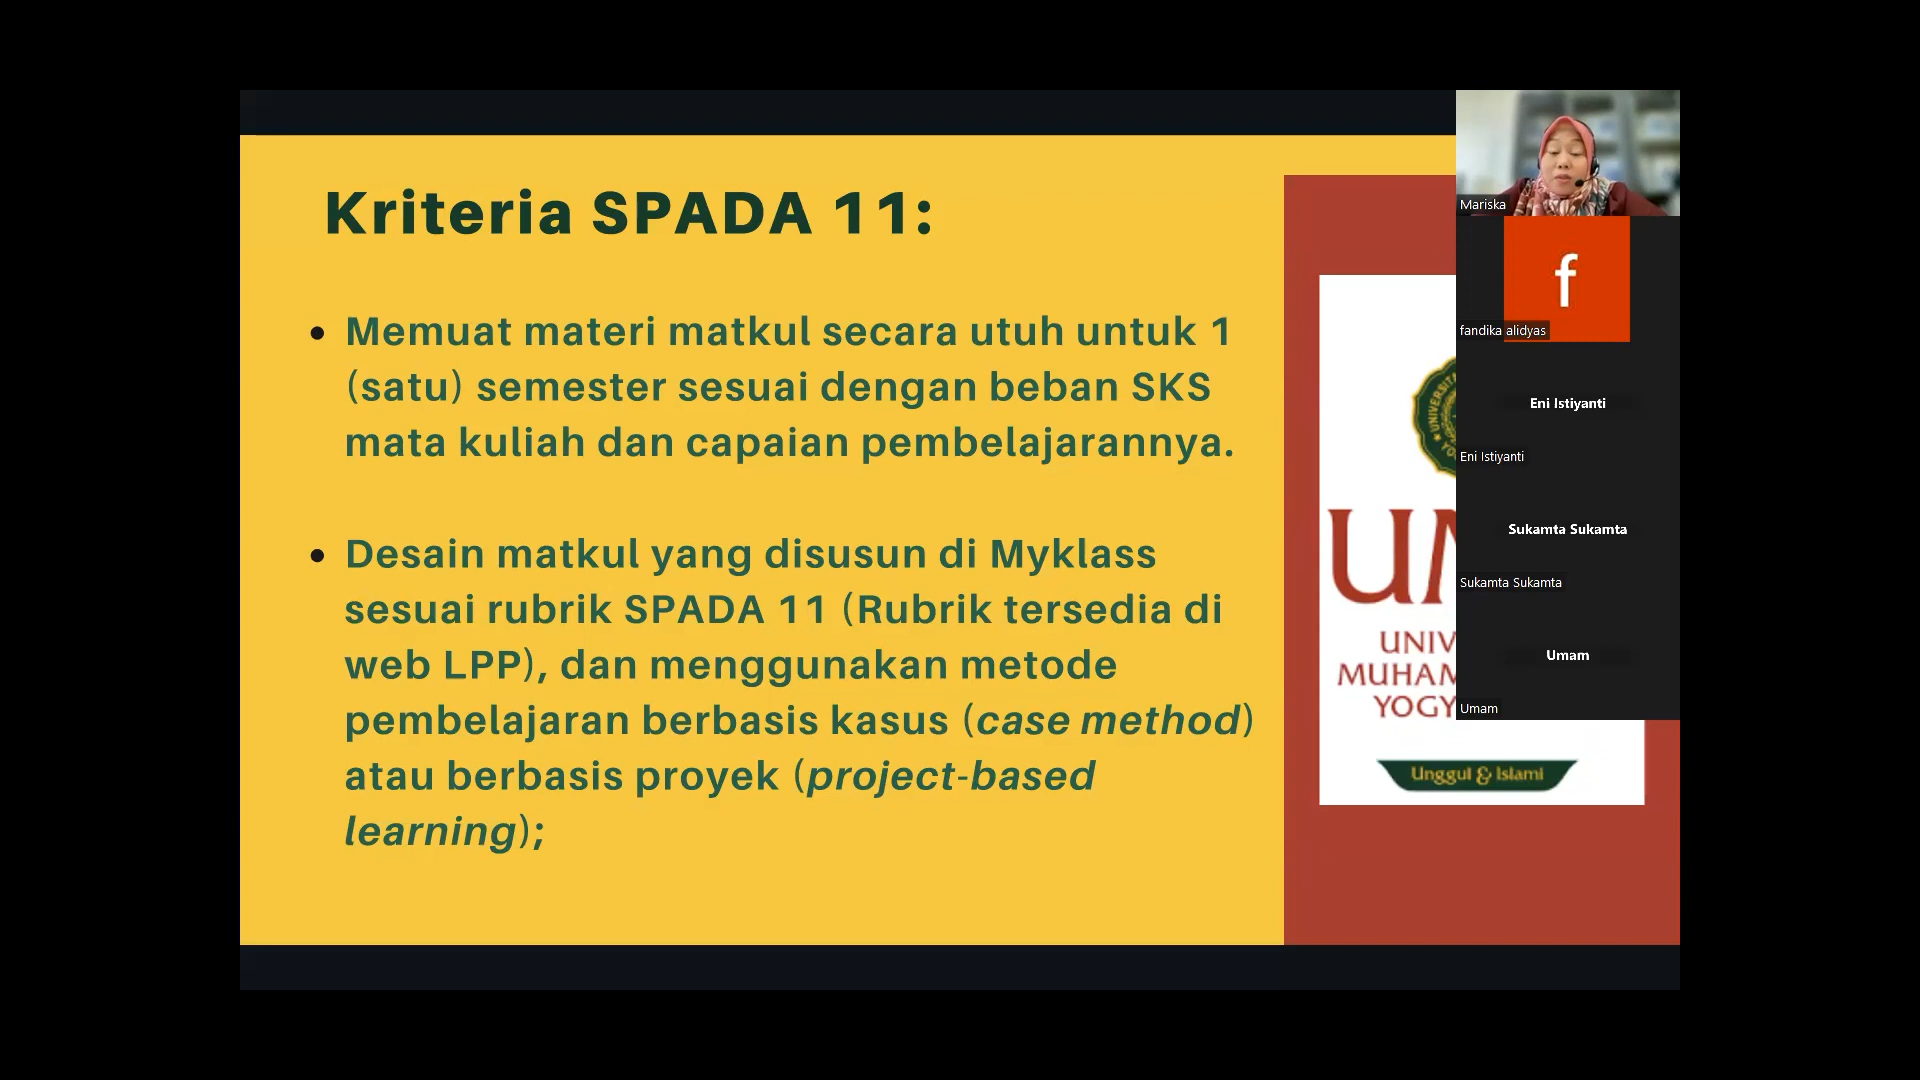 Kriteria SPADA 11:
• Memuat materi matkul secara utuh untuk 1
(satu) semester sesuai dengan beban SKS
mata kuliah dan capaian pembelajarannya.
• Desain matkul yang disusun di Myklass
sesuai rubrik SPADA 11 (Rubrik tersedia di
web LPP), dan menggunakan metode
pembelajaran berbasis kasus (case method)
atau berbasis proyek (project-based
learning);
UNIV
MUHAM
YOGY
Unggul & Islami
Mariska
f
fandika alidyas
Eni Istiyanti
Eni Istiyanti
Sukamta Sukamta
Sukamta Sukamta
Umam
Umam